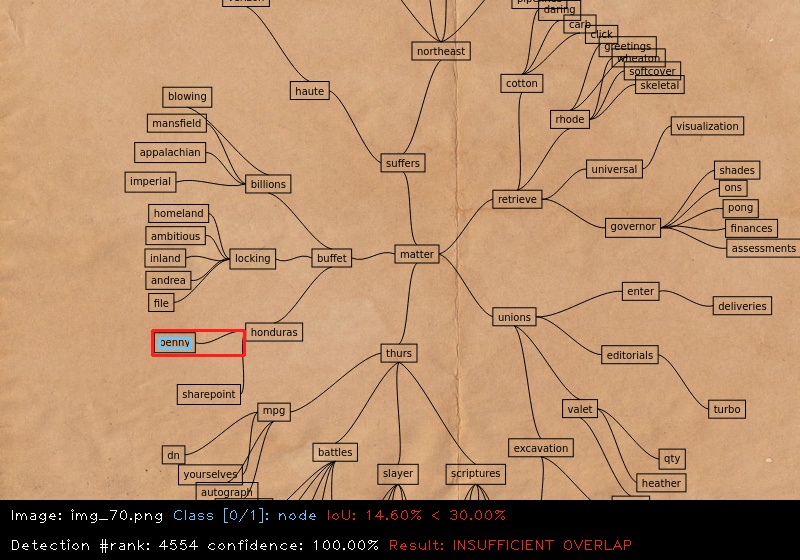 northeast
daring
carb
click
greetings
wheaton
softcover
skeletal
cotton
rhode
haute
blowing
mansfield
appalachian
imperial
billions
suffers
visualization
universal
retrieve
shades
ons
pong
finances
assessments
governor
homeland
ambitious
inland
andrea
file
locking
buffet
matter
enter
deliveries
unions
honduras
penny
sharepoint
thurs
editorials
turbo
valet
mpg
dn
yourselves
autograph
battles
slayer
scriptures
excavation
qty
heather
Image: img_70.png Class [0/1]: node IoU: 14.60% < 30.00%
Detection #rank: 4554 confidence: 100.00% Result: INSUFFICIENT OVERLAP